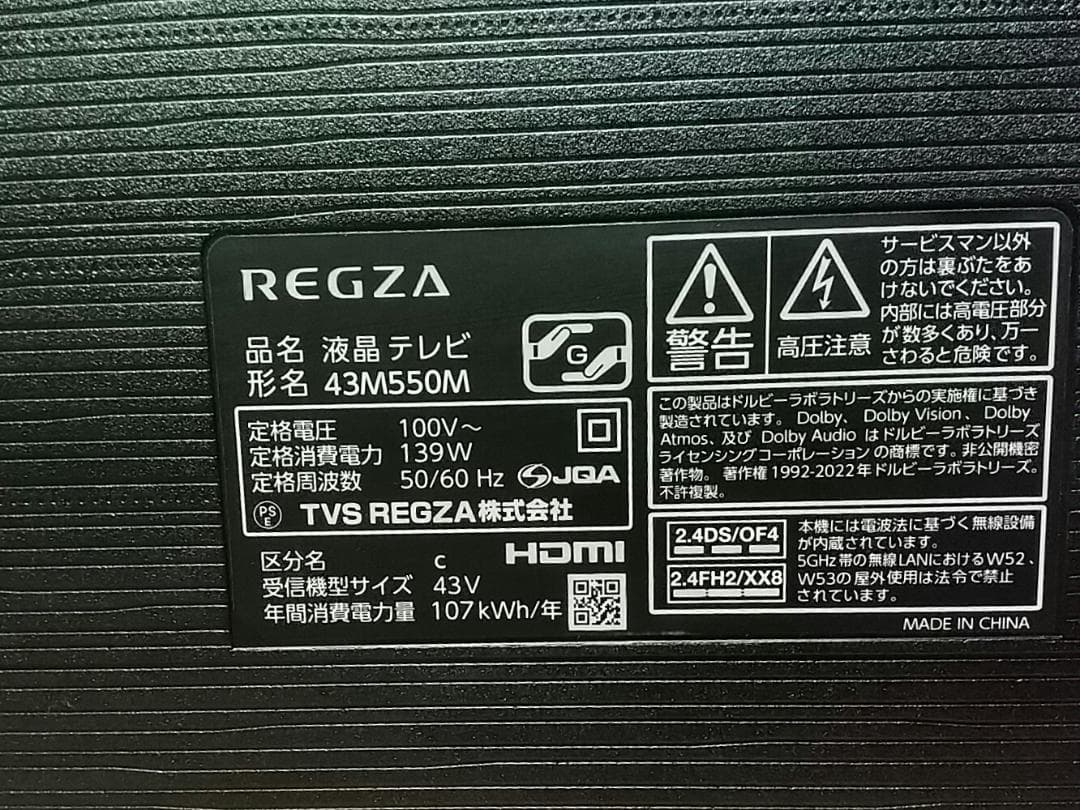 REGZA
品名 液晶テレビ
形名 43M550M
G
定格電圧 100V～
定格消費電力 139W
定格周波数 50/60 Hz
JQA
PS
E
TVS REGZA株式会社
区分名 c
HDMI
受信機型サイズ 43V
年間消費電力量 107kWh/年
警告
高圧注意
サービスマン以外
の方は裏ぶたをあ
けないでください。
内部には高電圧部分
が数多くあり、万一
さわると危険です。
この製品はドルビーラボラトリーズからの実施権に基づき
製造されています。 Dolby、 Dolby Vision、 Dolby
Atmos、及び Dolby Audio はドルビーラボラトリーズ
ライセンシングコーポレーションの商標です。非公開機密
著作物。 著作権 1992-2022年ドルビーラボラトリーズ。
不許複製。
2.4DS/OF4
2.4FH2/XX8
本機には電波法に基づく無線設備
が内蔵されています。
5GHz帯の無線LANにおけるW52、
W53の屋外使用は法令で禁止
されています。
MADE IN CHINA